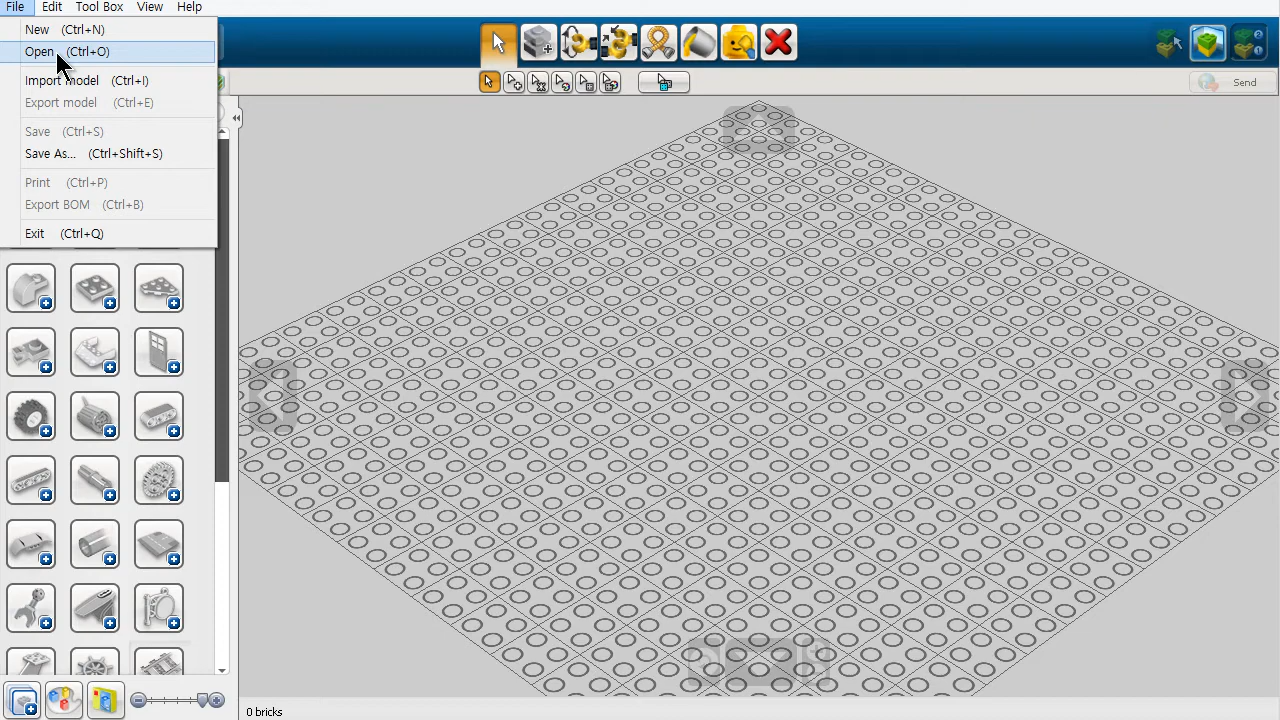 File Edit Tool Box View Help
New (Ctrl+N)
Open (Ctrl+O)
Import model (Ctrl+I)
Export model (Ctrl+E)
Save (Ctrl+S)
Save As... (Ctrl+Shift+S)
Print (Ctrl+P)
Export BOM (Ctrl+B)
Exit (Ctrl+Q)
Send
0 bricks